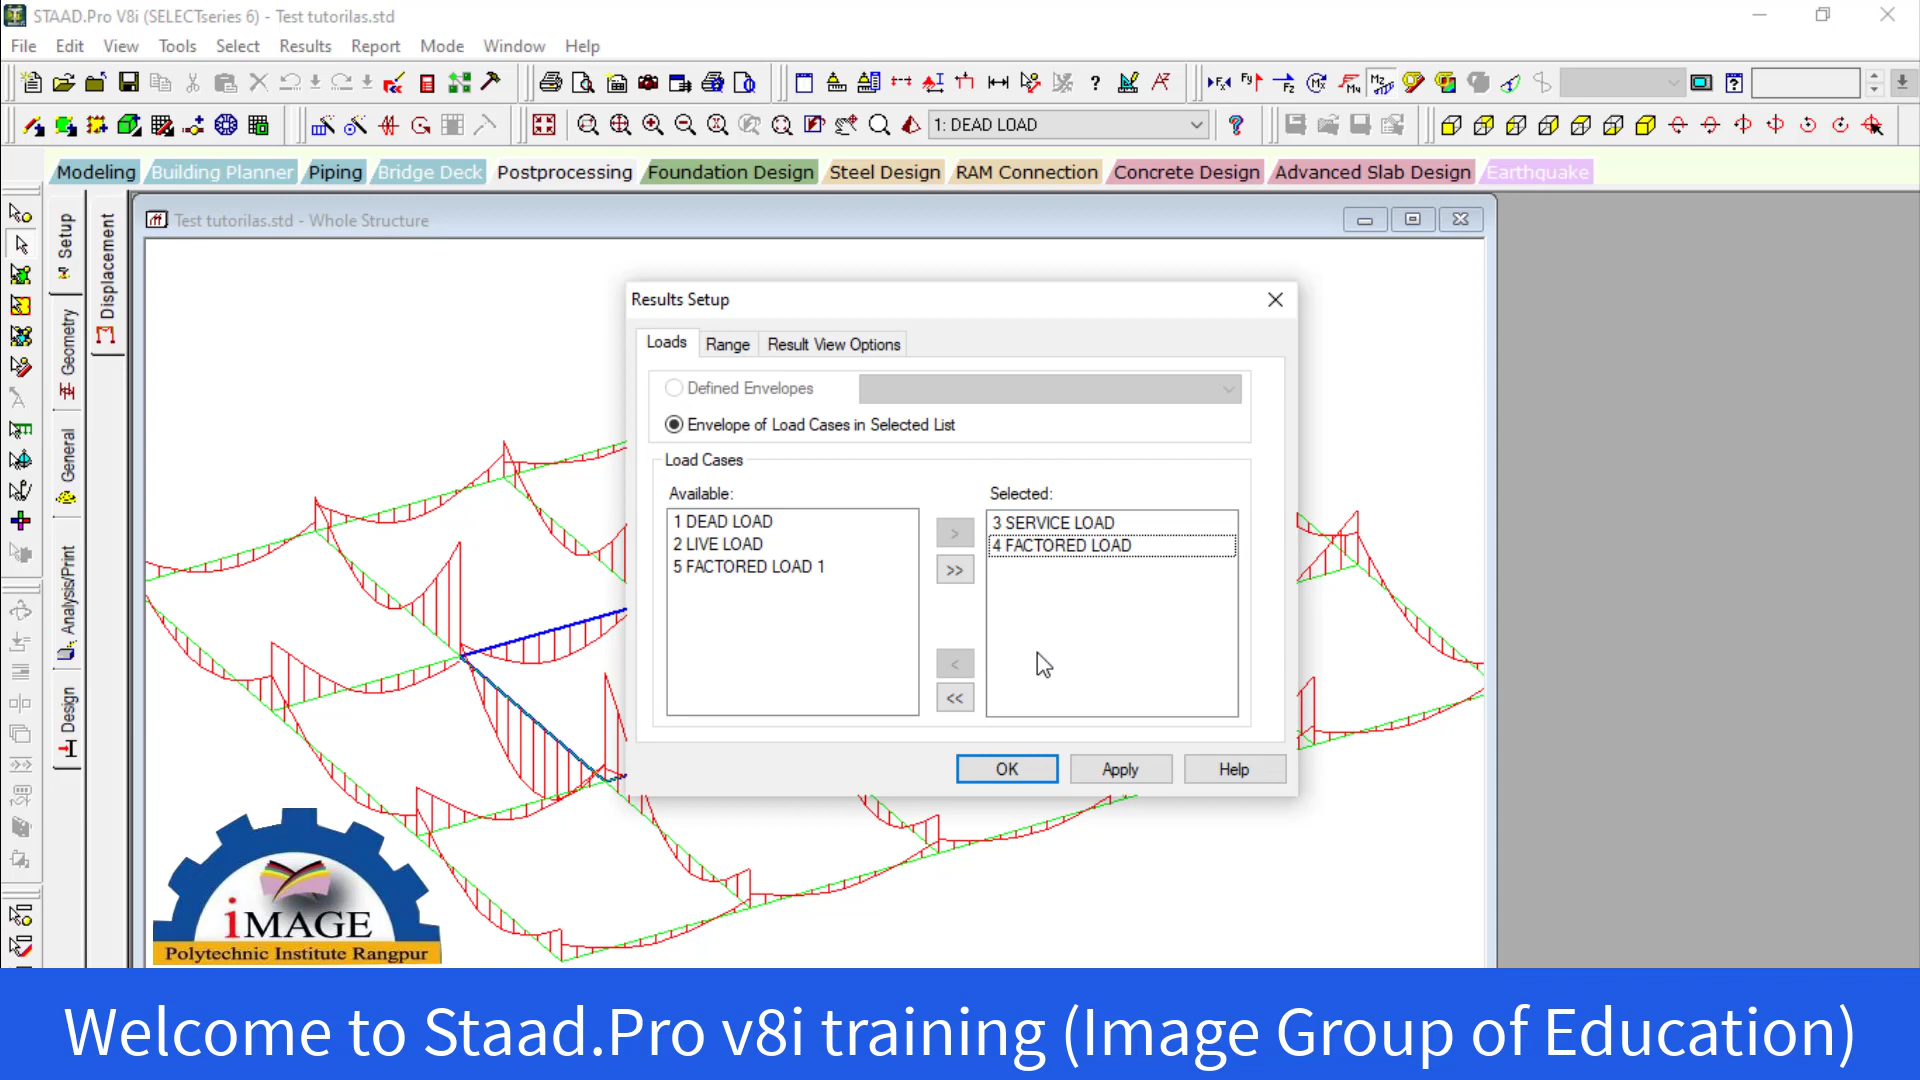 STAAD.Pro V8i (SELECTseries 6) - Test tutorilas.std
File Edit View Tools Select Results Report Mode Window Help
1: DEAD LOAD
Modeling Building Planner Piping Bridge Deck Postprocessing Foundation Design Steel Design RAM Connection Concrete Design Advanced Slab Design Earthquake
Setup
Geometry
General
Analysis/Print
Design
Displacement
Test tutorilas.std - Whole Structure
Results Setup
Loads Range Result View Options
Defined Envelopes
Envelope of Load Cases in Selected List
Load Cases
Available: Selected:
1 DEAD LOAD
2 LIVE LOAD
5 FACTORED LOAD 1
3 SERVICE LOAD
4 FACTORED LOAD
>
>>
<
<<
OK Apply Help
iMAGE
Polytechnic Institute Rangpur
Welcome to Staad.Pro v8i training (Image Group of Education)